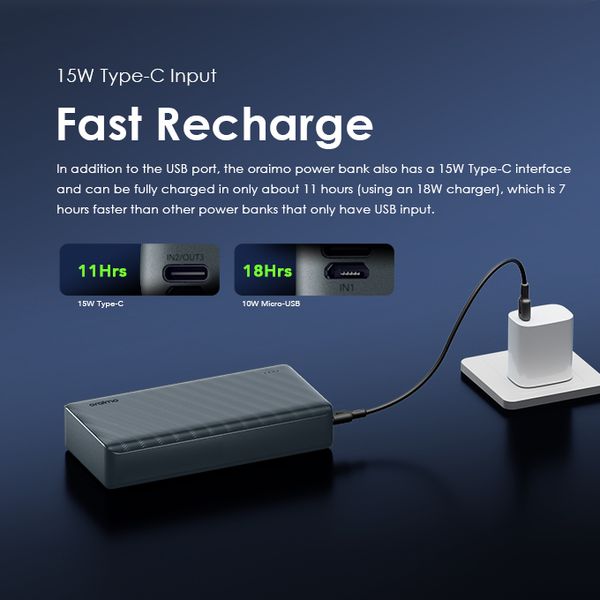 15W Type-C Input
Fast Recharge
In addition to the USB port, the oraimo power bank also has a 15W Type-C interface
and can be fully charged in only about 11 hours (using an 18W charger), which is 7
hours faster than other power banks that only have USB input.
11Hrs
IN2/OUT3
15W Type-C
18Hrs
IN1
10W Micro-USB
oraimo